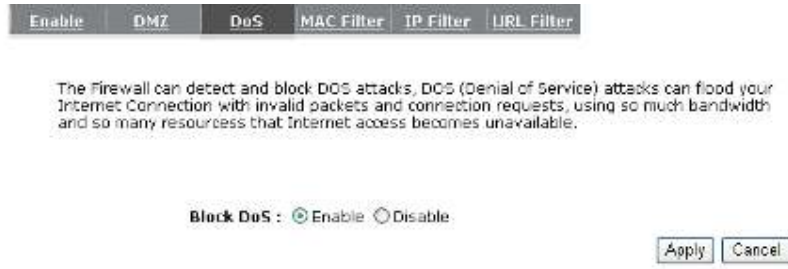 Enable DMZ DoS MAC Filter IP Filter URL Filter
The Firewall can detect and block DOS attacks, DOS (Denial of Service) attacks can flood your
Internet Connection with invalid packets and connection requests, using so much bandwidth
and so many resourcess that Internet access becomes unavailable.
Block DoS : Enable Disable
Apply Cancel